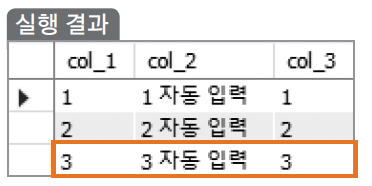 실행 결과
col_1 col_2 col_3
1 1 자동 입력 1
2 2 자동 입력 2
3 3 자동 입력 3